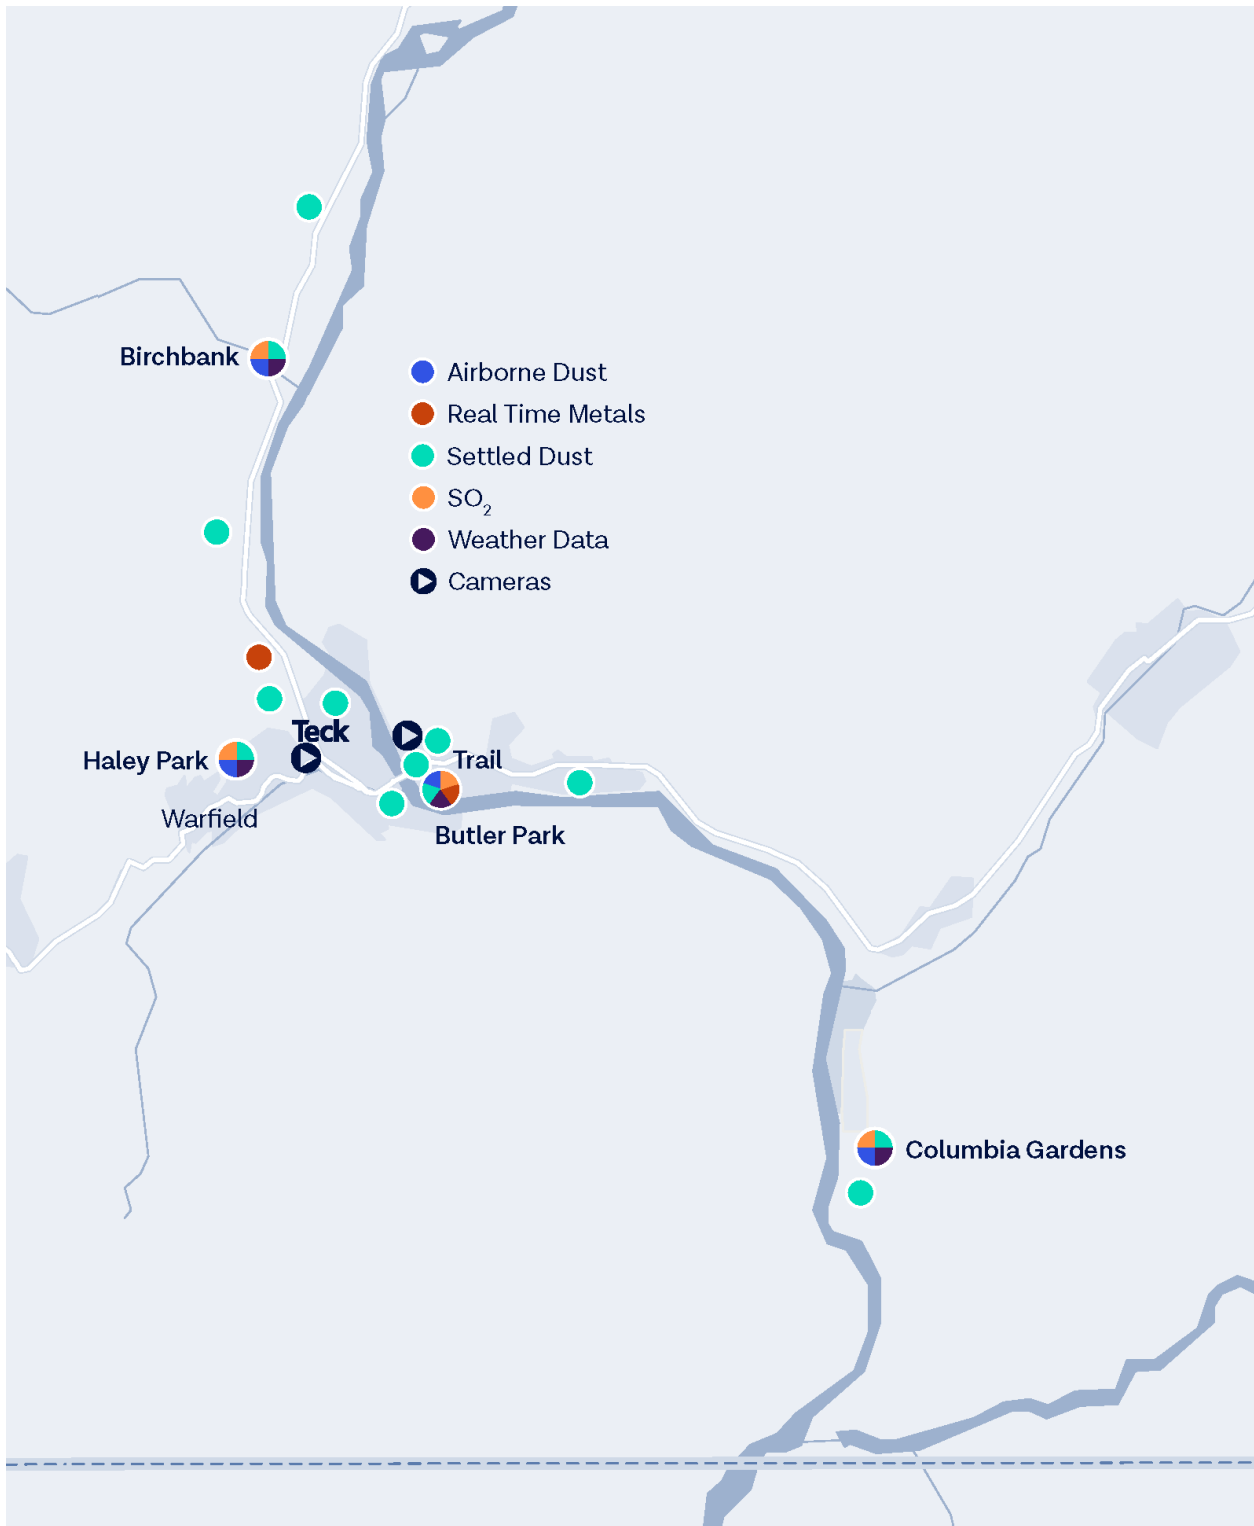 Birchbank
Airborne Dust
Real Time Metals
Settled Dust
SO₂
Weather Data
Cameras
Teck
Haley Park
Trail
Warfield
Butler Park
Columbia Gardens